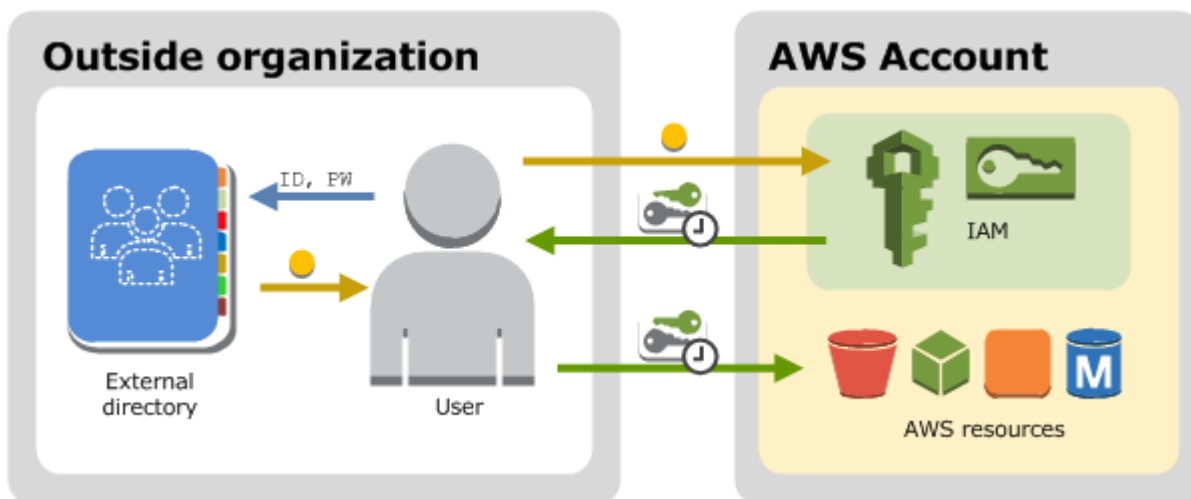 Outside organization
AWS Account
ID, PW
IAM
External
directory
User
M
AWS resources